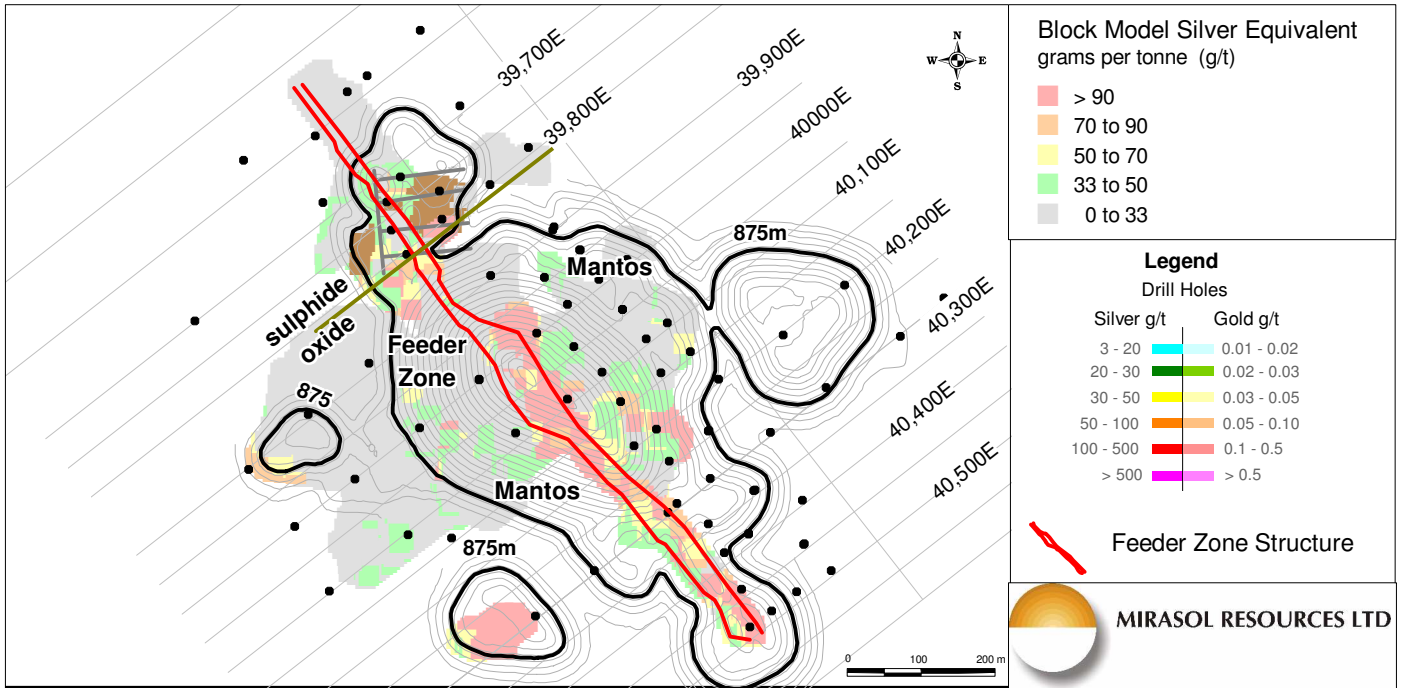 39,700E
39,900E
39,800E
40000E
40,100E
40,200E
40,300E
40,400E
40,500E
N
W E
S
875m
Mantos
sulphide
oxide
Feeder
Zone
875
Mantos
875m
0 100 200 m
Block Model Silver Equivalent
grams per tonne (g/t)
> 90
70 to 90
50 to 70
33 to 50
0 to 33
Legend
Drill Holes
Silver g/t Gold g/t
3 - 20 0.01 - 0.02
20 - 30 0.02 - 0.03
30 - 50 0.03 - 0.05
50 - 100 0.05 - 0.10
100 - 500 0.1 - 0.5
> 500 > 0.5
Feeder Zone Structure
MIRASOL RESOURCES LTD